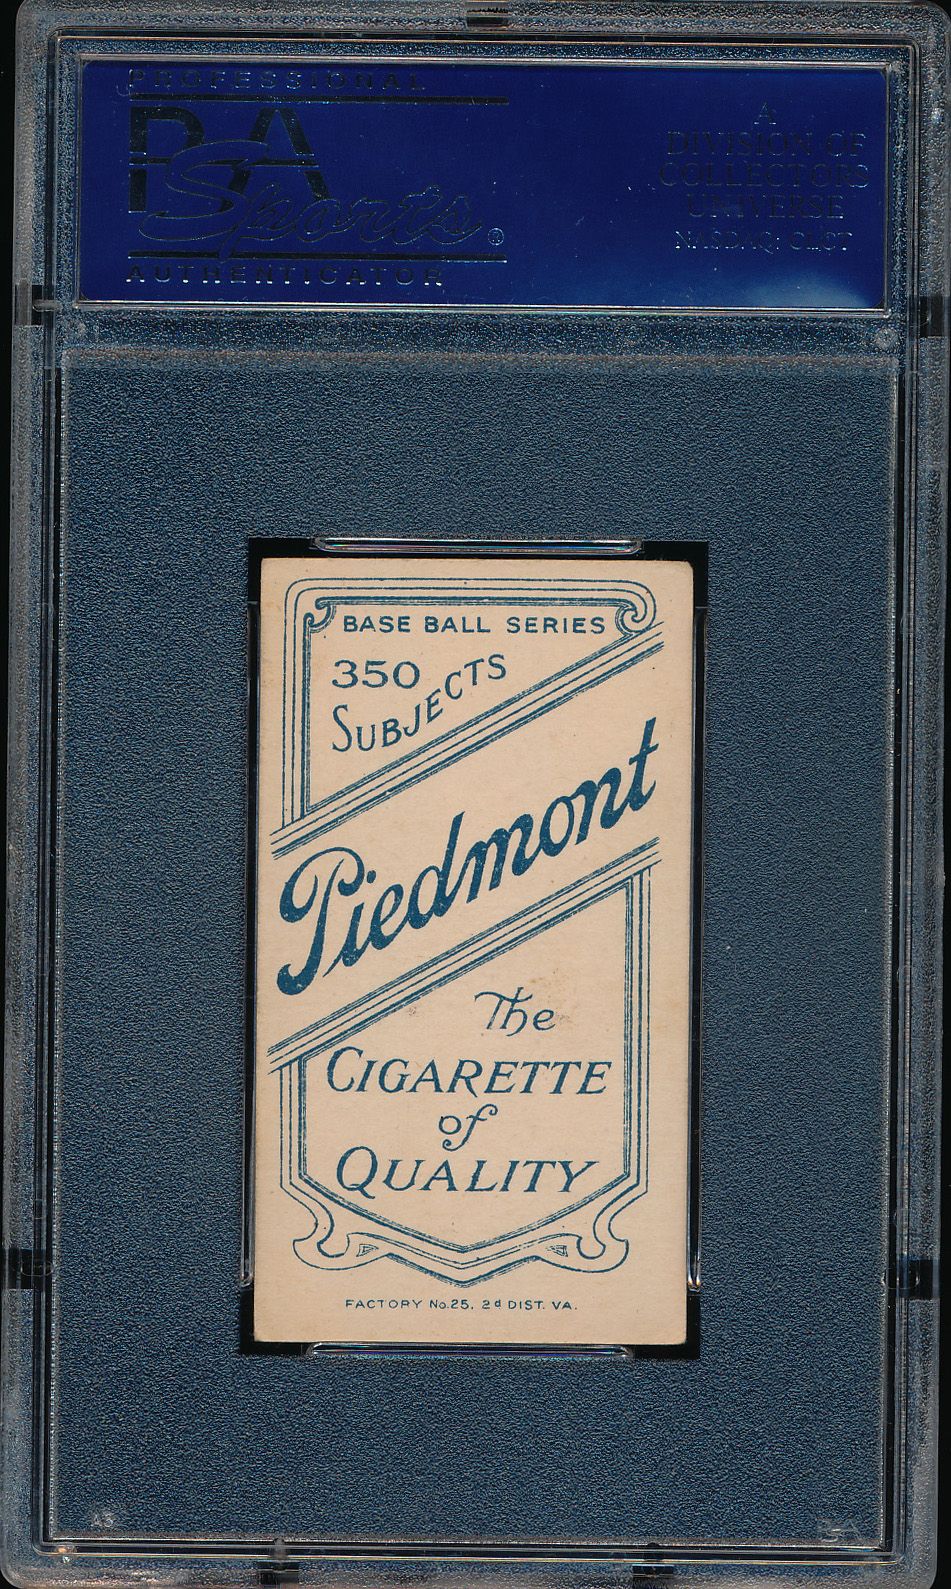 PROFESSIONAL
PSA
Sports®
AUTHENTICATOR
A
DIVISION OF
COLLECTORS
UNIVERSE
NASDAQ: CLCT
BASE BALL SERIES
350
SUBJECTS
Piedmont
The
CIGARETTE
of
QUALITY
FACTORY No. 25, 2d DIST. VA.